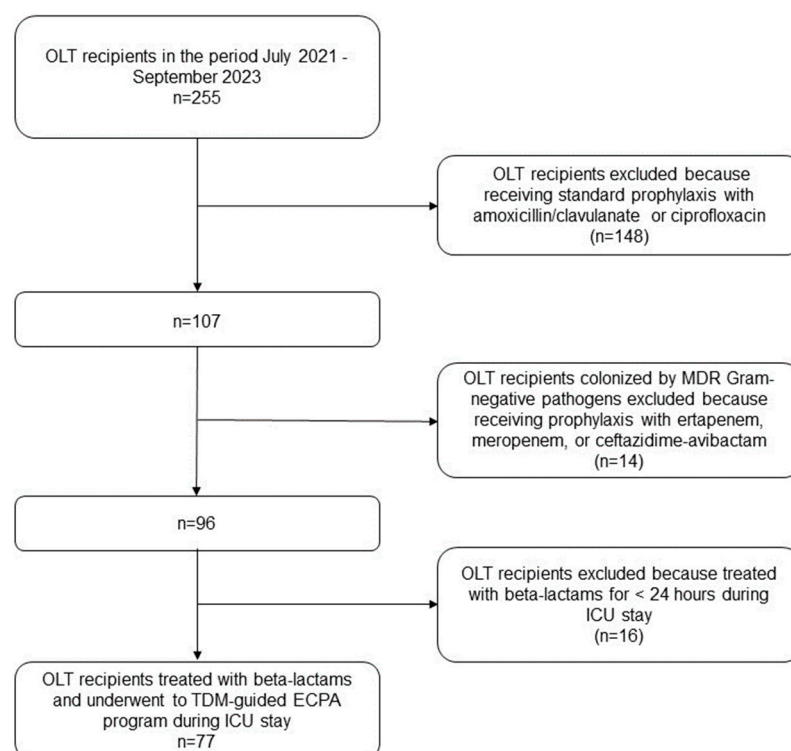 OLT recipients in the period July 2021 -
September 2023
n=255
OLT recipients excluded because
receiving standard prophylaxis with
amoxicillin/clavulanate or ciprofloxacin
(n=148)
n=107
OLT recipients colonized by MDR Gram-
negative pathogens excluded because
receiving prophylaxis with ertapenem,
meropenem, or ceftazidime-avibactam
(n=14)
n=96
OLT recipients excluded because treated
with beta-lactams for < 24 hours during
ICU stay
(n=16)
OLT recipients treated with beta-lactams
and underwent to TDM-guided ECPA
program during ICU stay
n=77